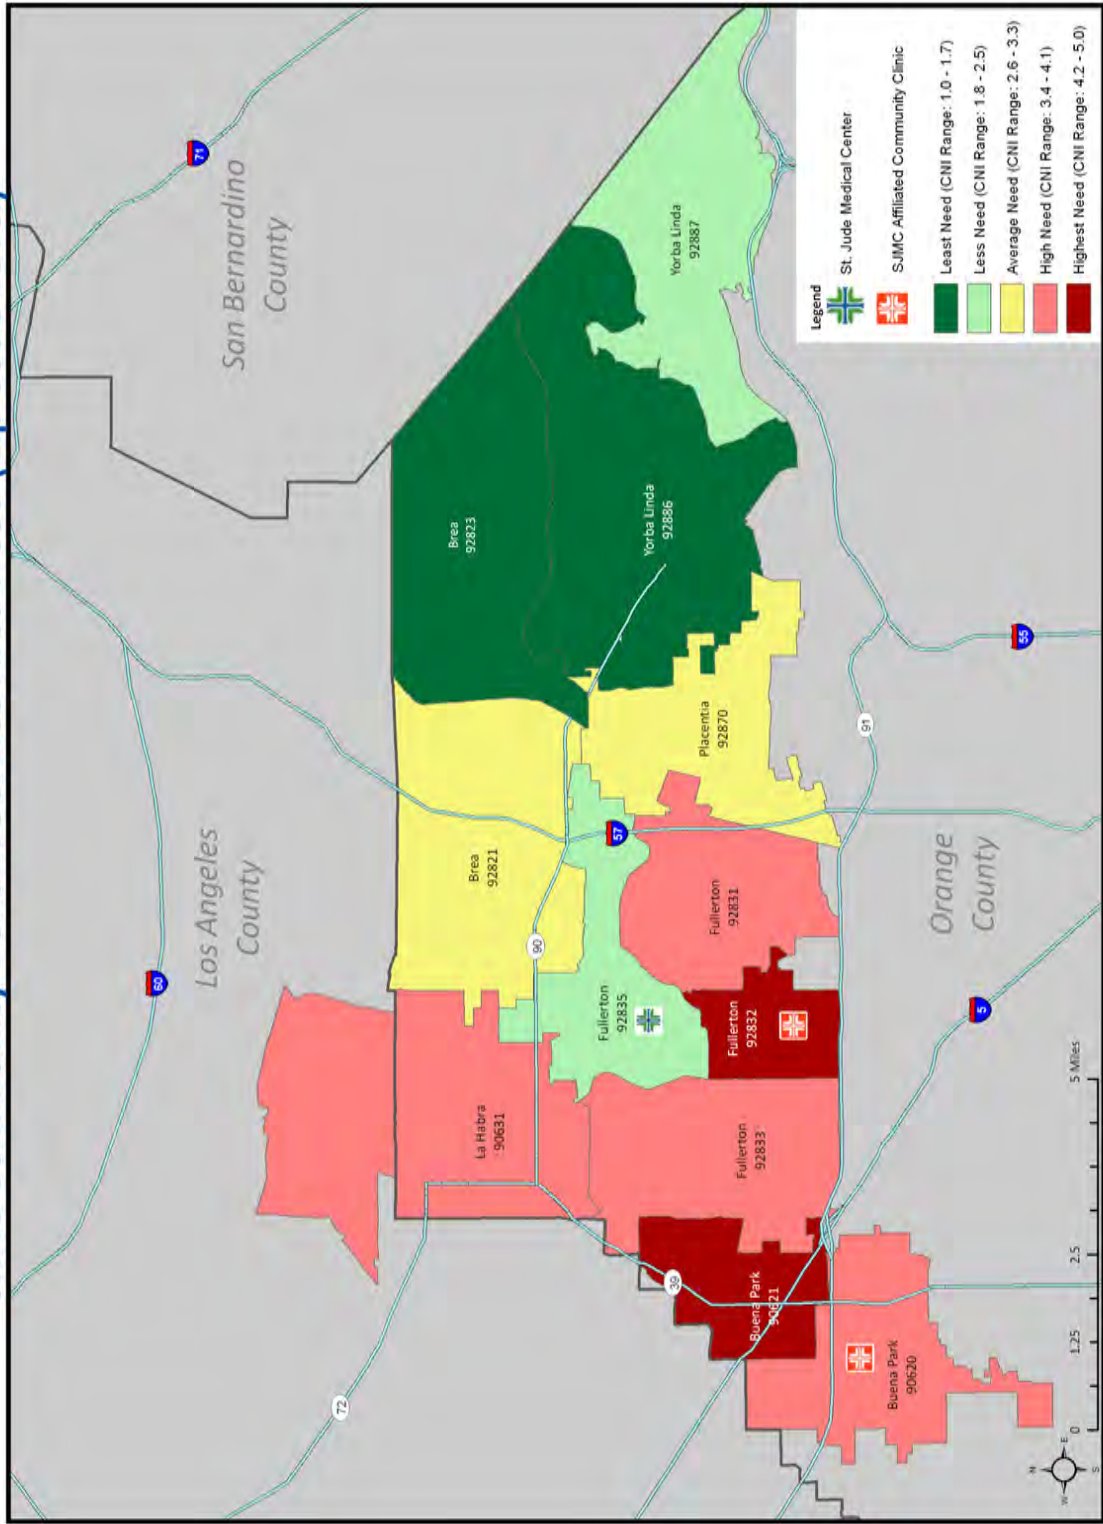 San Bernardino
County
71
Los Angeles
County
60
72
Brea
92823
Yorba Linda
92887
Yorba Linda
92886
Brea
92821
Placentia
92870
57
90
La Habra
90631
Fullerton
92835
Fullerton
92831
Fullerton
92832
Fullerton
92833
39
Buena Park
90621
Buena Park
90620
91
55
5
Orange
County
N
E
S
W
0
1.25
2.5
5 Miles
Legend
St. Jude Medical Center
SJMC Affiliated Community Clinic
Least Need (CNI Range: 1.0 - 1.7)
Less Need (CNI Range: 1.8 - 2.5)
Average Need (CNI Range: 2.6 - 3.3)
High Need (CNI Range: 3.4 - 4.1)
Highest Need (CNI Range: 4.2 - 5.0)